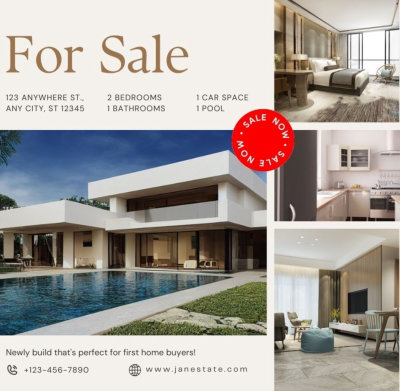 For Sale
123 ANYWHERE ST.,
ANY CITY, ST 12345
2 BEDROOMS
1 BATHROOMS
1 CAR SPACE
1 POOL
• SALE NOW • SALE NOW
Newly build that's perfect for first home buyers!
+123-456-7890
www.janestate.com